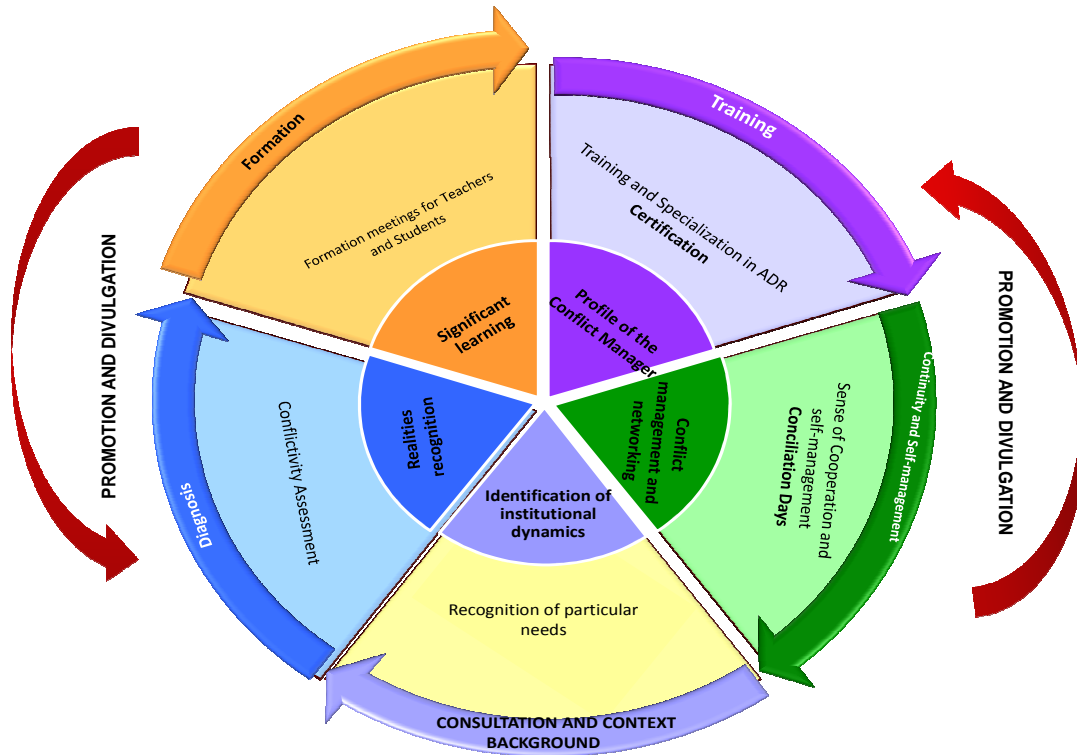 Formation
Formation meetings for Teachers
and Students
Significant
learning
Training
Training and Specialization in ADR
Certification
Profile of the
Conflict Manager
Continuity and Self-management
Sense of Cooperation and
self-management
Conciliation Days
Conflict
management and
networking
CONSULTATION AND CONTEXT
BACKGROUND
Recognition of particular
needs
Identification of
institutional
dynamics
Diagnosis
Conflictivity Assessment
Realities
recognition
PROMOTION AND DIVULGATION
PROMOTION AND DIVULGATION